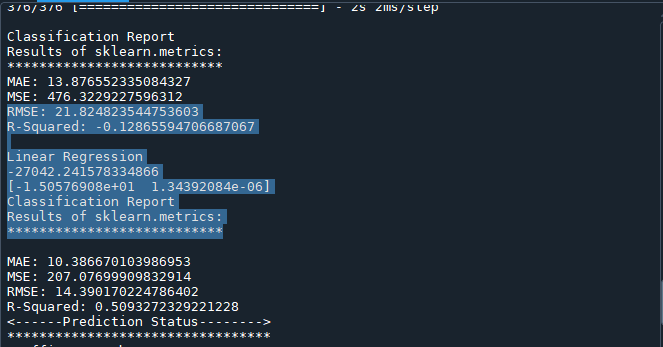 376/376 [==============================] - 2s 2ms/step
Classification Report
Results of sklearn.metrics:
***************************
MAE: 13.876552335084327
MSE: 476.3229227596312
RMSE: 21.824823544753603
R-Squared: -0.12865594706687067
Linear Regression
-27042.241578334866
[-1.50576908e+01  1.34392084e-06]
Classification Report
Results of sklearn.metrics:
***************************
MAE: 10.386670103986953
MSE: 207.07699909832914
RMSE: 14.390170224786402
R-Squared: 0.5093272329221228
<------Prediction Status-------->
*********************************